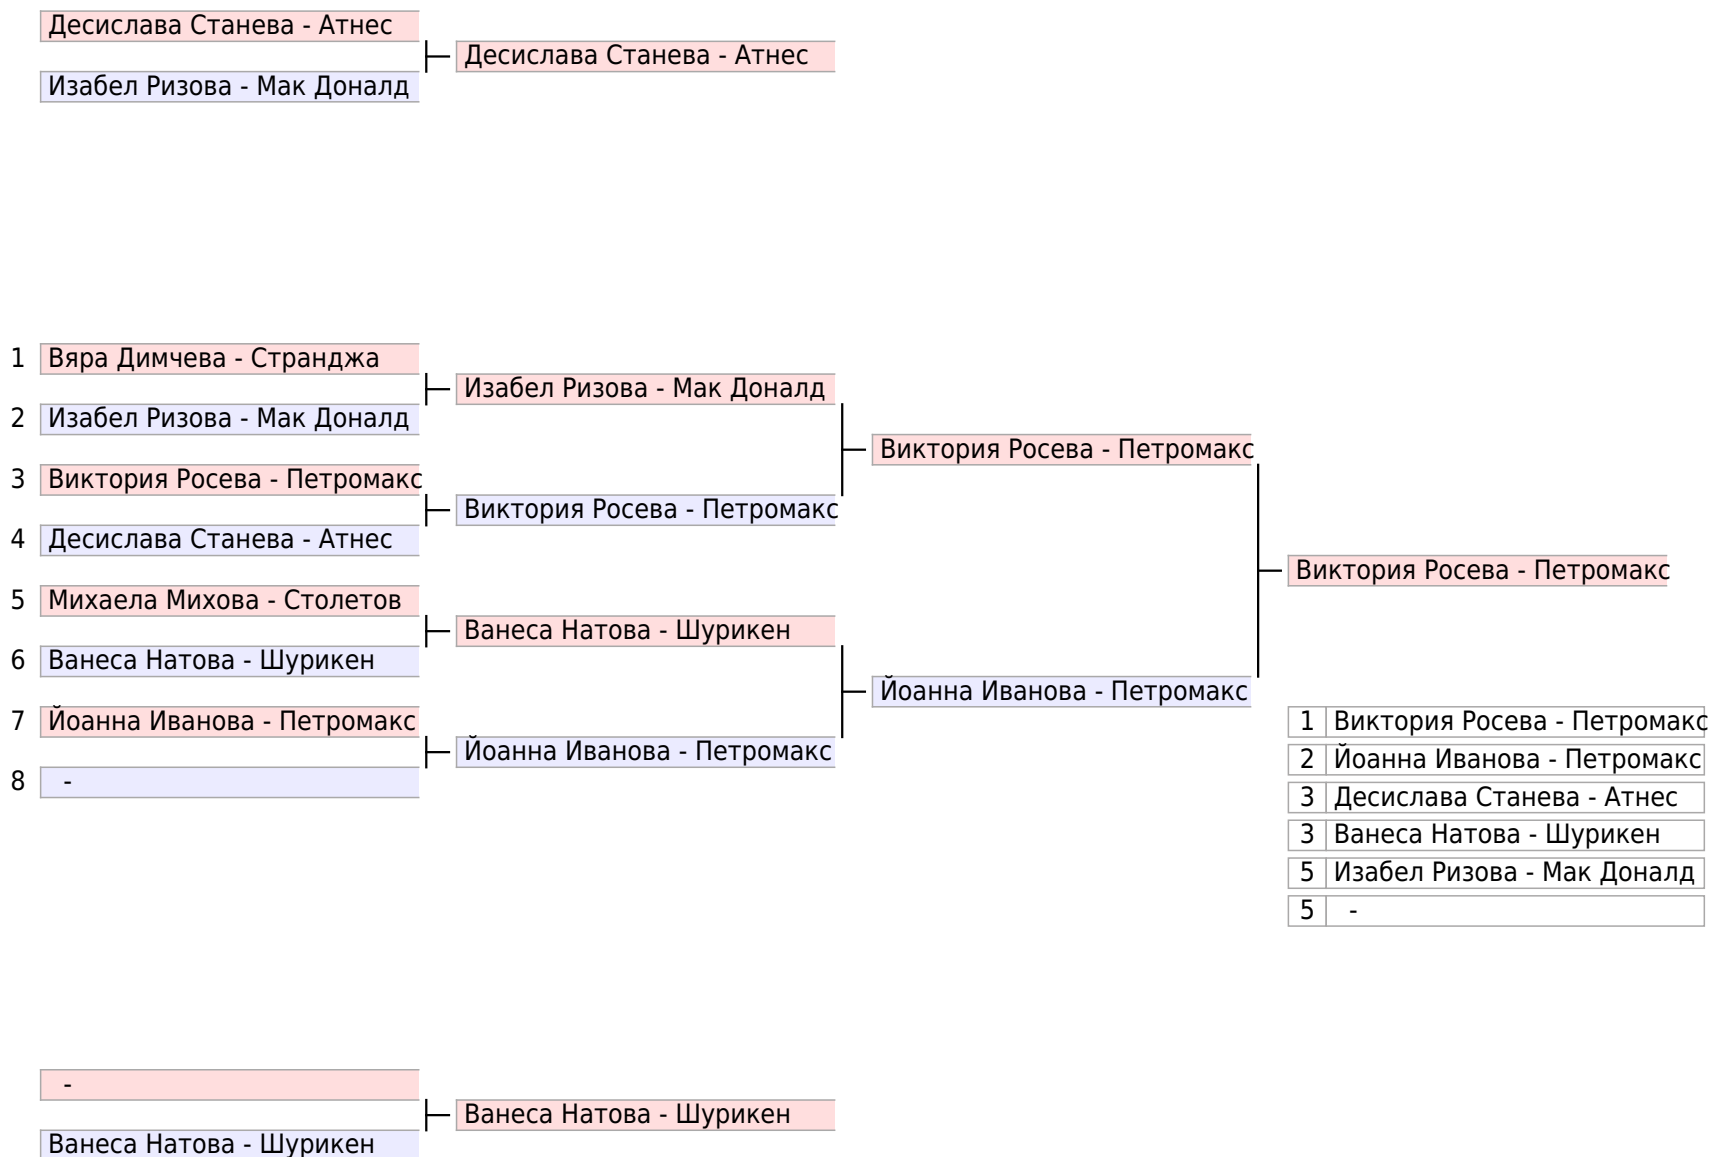 Десислава Станева - Атнес
Десислава Станева - Атнес
Изабел Ризова - Мак Доналд
1 Вяра Димчева - Странджа
Изабел Ризова - Мак Доналд
2 Изабел Ризова - Мак Доналд
Виктория Росева - Петромакс
3 Виктория Росева - Петромакс
Виктория Росева - Петромакс
4 Десислава Станева - Атнес
Виктория Росева - Петромакс
5 Михаела Михова - Столетов
Ванеса Натова - Шурикен
6 Ванеса Натова - Шурикен
Йоанна Иванова - Петромакс
7 Йоанна Иванова - Петромакс
Йоанна Иванова - Петромакс
8 -
1 Виктория Росева - Петромакс
2 Йоанна Иванова - Петромакс
3 Десислава Станева - Атнес
3 Ванеса Натова - Шурикен
5 Изабел Ризова - Мак Доналд
5 -
-
Ванеса Натова - Шурикен
Ванеса Натова - Шурикен